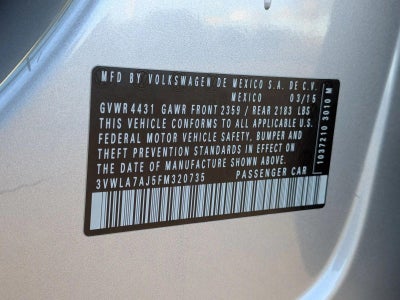 MFD BY VOLKSWAGEN DE MEXICO S.A. DE C.V.
MEXICO 03/15
GVWR 4431 GAWR FRONT 2359 / REAR 2183 LBS
THIS VEHICLE CONFORMS TO ALL APPLICABLE U.S.
FEDERAL MOTOR VEHICLE SAFETY, BUMPER AND
THEFT PREVENTION STANDARDS IN EFFECT ON
THE DATE OF MANUFACTURE SHOWN ABOVE.
3VWLA7AJ5FM320735 PASSENGER CAR
1037210 3010 M